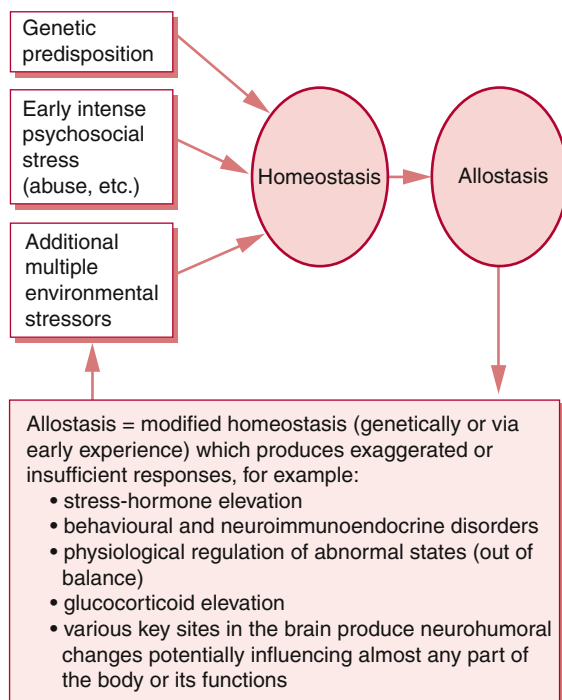 Genetic
predisposition
Early intense
psychosocial
stress
(abuse, etc.)
Additional
multiple
environmental
stressors
Homeostasis
Allostasis
Allostasis = modified homeostasis (genetically or via
early experience) which produces exaggerated or
insufficient responses, for example:
• stress-hormone elevation
• behavioural and neuroimmunoendocrine disorders
• physiological regulation of abnormal states (out of
balance)
• glucocorticoid elevation
• various key sites in the brain produce neurohumoral
changes potentially influencing almost any part of
the body or its functions